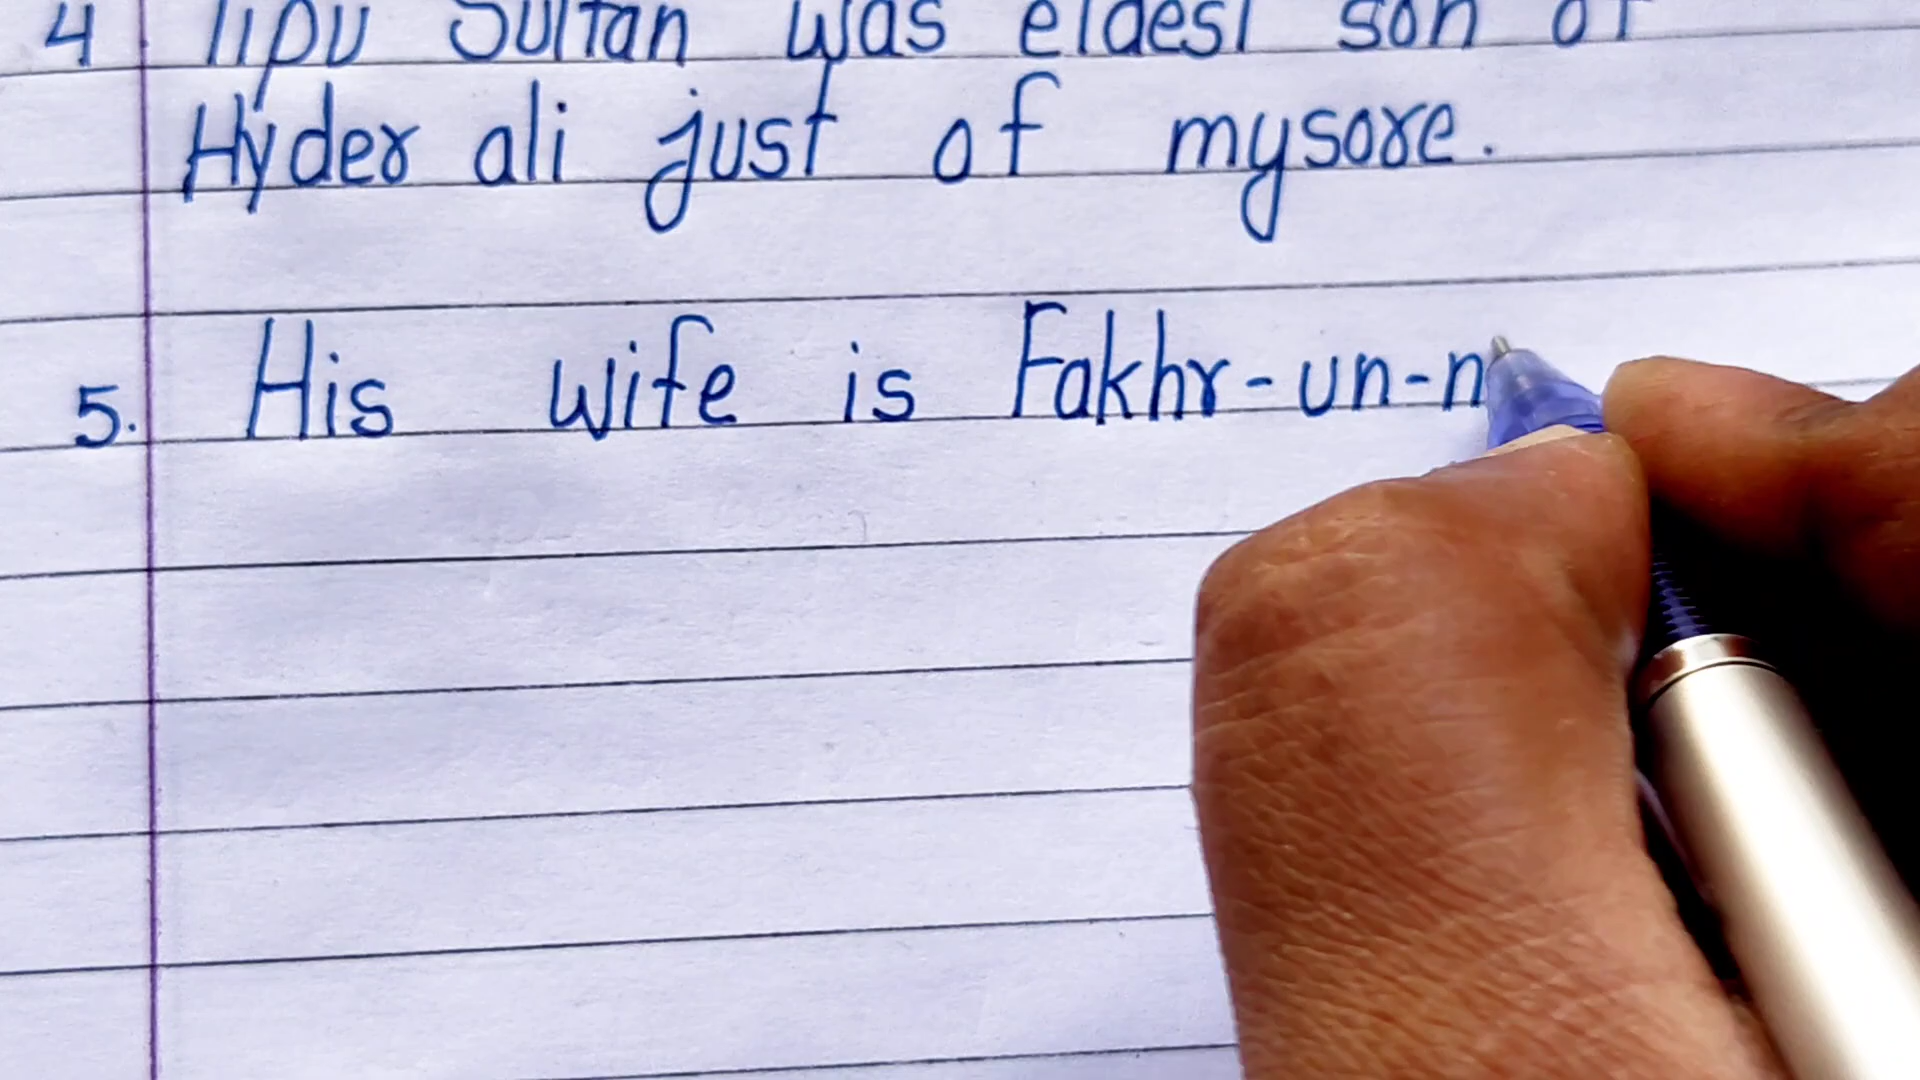 4 Tipu Sultan was eldest son of
Hyder ali just of mysore.
5. His wife is Fakhr-un-n